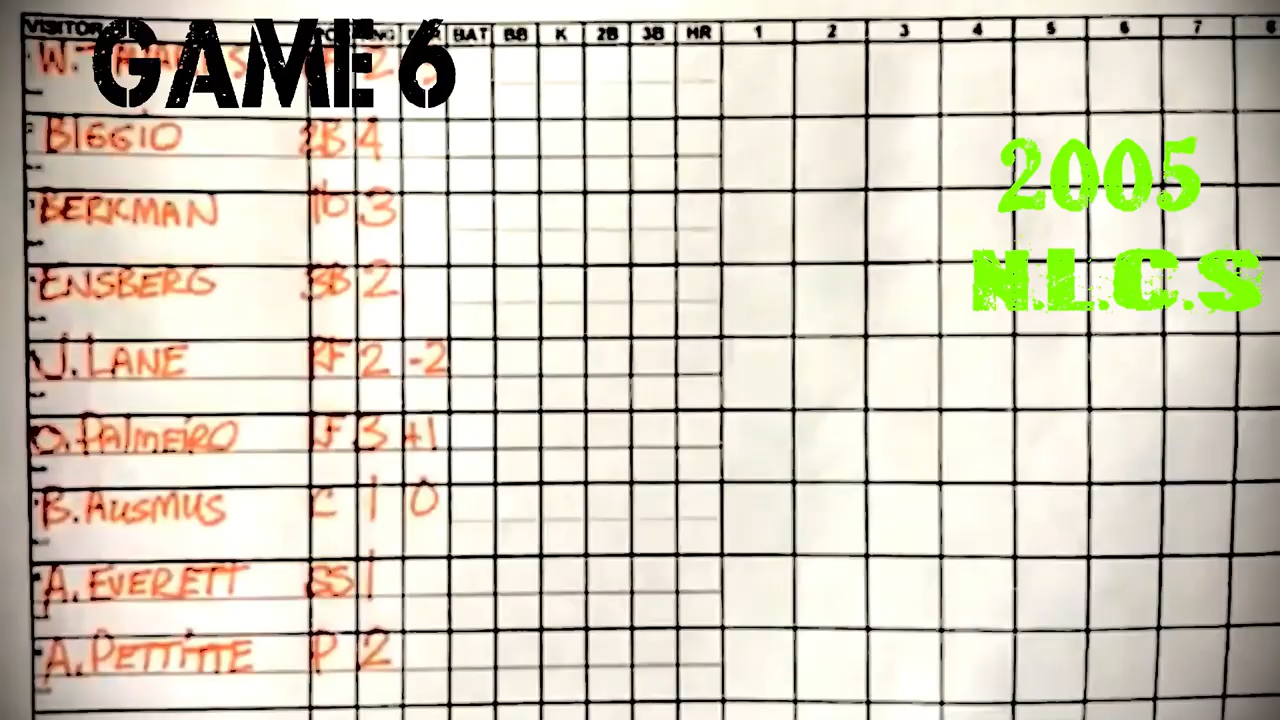 VISITOR
BAT BB K 2B 3B HR 1 2 3 4 5 6 7 8
GAME 6
W. 2
BIGGIO 2B 4
BERKMAN 1b 3
ENSBERG 3B 2
J. LANE RF 2 -2
O. PALMEIRO LF 3 +1
B. AUSMUS C 1 0
A. EVERETT SS 1
A. PETTITTE P 2
2005
N.L.C.S